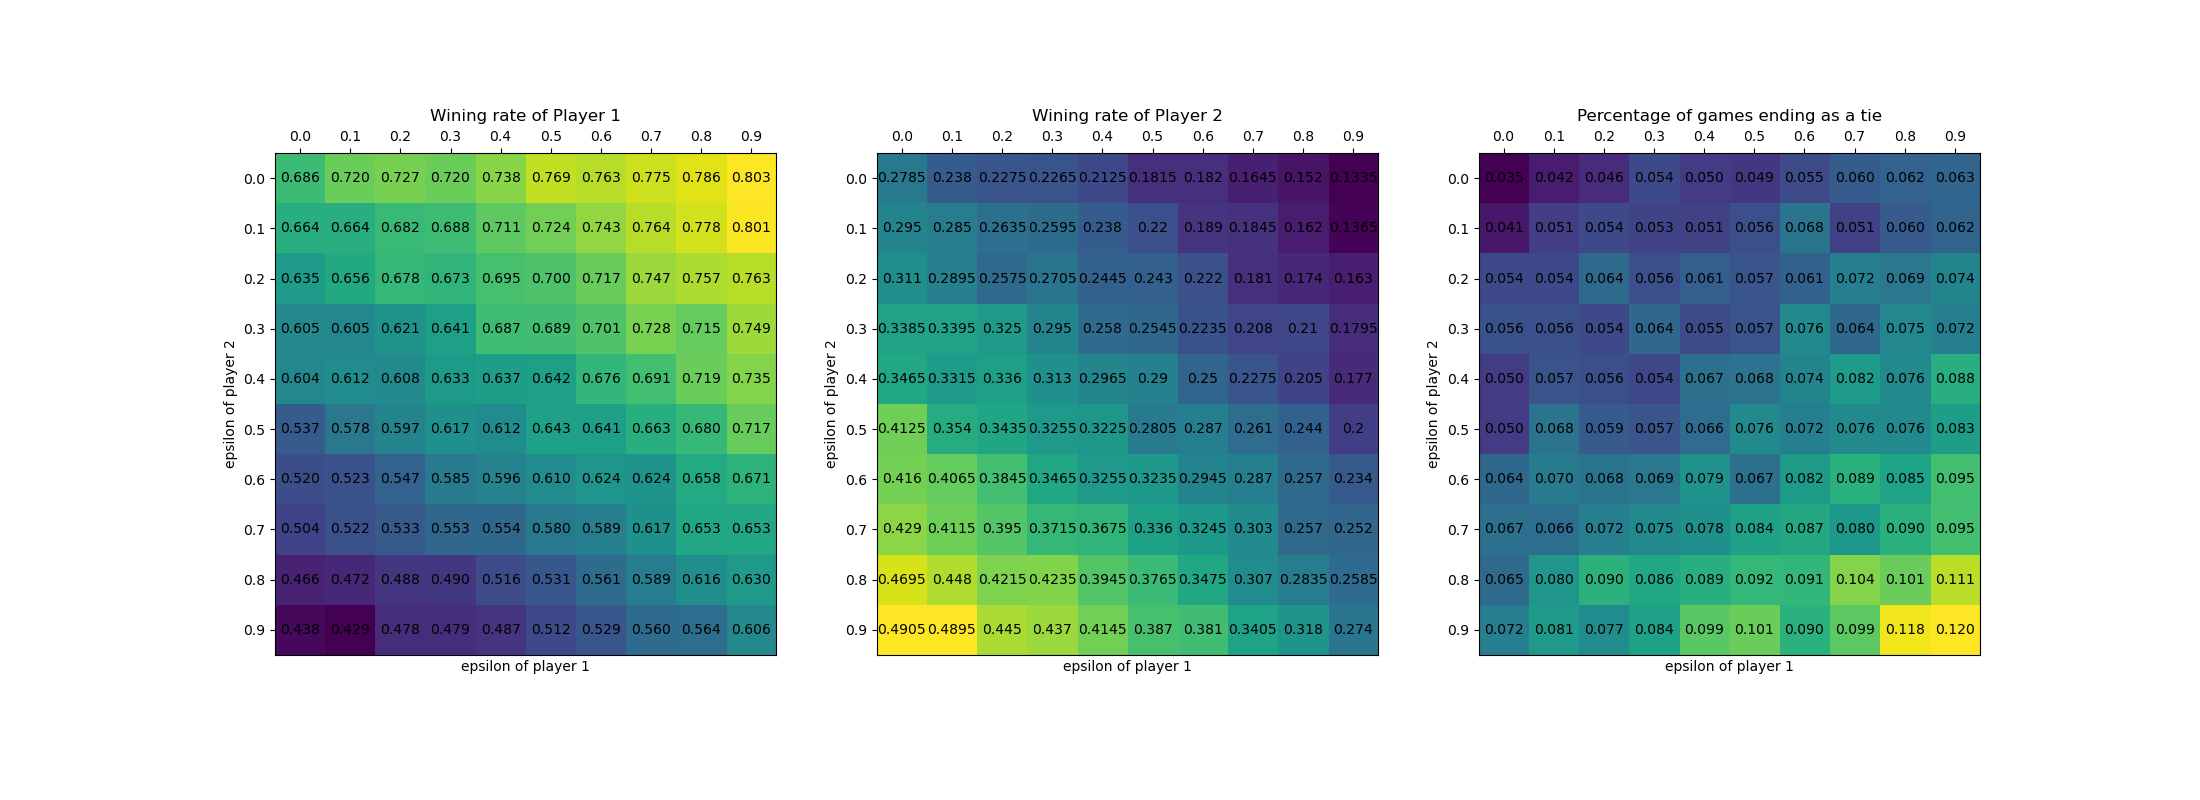 Wining rate of Player 1
0.0 0.1 0.2 0.3 0.4 0.5 0.6 0.7 0.8 0.9
0.0 0.686 0.720 0.727 0.720 0.738 0.769 0.763 0.775 0.786 0.803
0.1 0.664 0.664 0.682 0.688 0.711 0.724 0.743 0.764 0.778 0.801
0.2 0.635 0.656 0.678 0.673 0.695 0.700 0.717 0.747 0.757 0.763
0.3 0.605 0.605 0.621 0.641 0.687 0.689 0.701 0.728 0.715 0.749
0.4 0.604 0.612 0.608 0.633 0.637 0.642 0.676 0.691 0.719 0.735
0.5 0.537 0.578 0.597 0.617 0.612 0.643 0.641 0.663 0.680 0.717
0.6 0.520 0.523 0.547 0.585 0.596 0.610 0.624 0.624 0.658 0.671
0.7 0.504 0.522 0.533 0.553 0.554 0.580 0.589 0.617 0.653 0.653
0.8 0.466 0.472 0.488 0.490 0.516 0.531 0.561 0.589 0.616 0.630
0.9 0.438 0.429 0.478 0.479 0.487 0.512 0.529 0.560 0.564 0.606
epsilon of player 2
epsilon of player 1
Wining rate of Player 2
0.0 0.1 0.2 0.3 0.4 0.5 0.6 0.7 0.8 0.9
0.0 0.2785 0.238 0.2275 0.2265 0.2125 0.1815 0.182 0.1645 0.152 0.1335
0.1 0.295 0.285 0.2635 0.2595 0.238 0.22 0.189 0.1845 0.162 0.1365
0.2 0.311 0.2895 0.2575 0.2705 0.2445 0.243 0.222 0.181 0.174 0.163
0.3 0.3385 0.3395 0.325 0.295 0.258 0.2545 0.2235 0.208 0.21 0.1795
0.4 0.3465 0.3315 0.336 0.313 0.2965 0.29 0.25 0.2275 0.205 0.177
0.5 0.4125 0.354 0.3435 0.3255 0.3225 0.2805 0.287 0.261 0.244 0.2
0.6 0.416 0.4065 0.3845 0.3465 0.3255 0.3235 0.2945 0.287 0.257 0.234
0.7 0.429 0.4115 0.395 0.3715 0.3675 0.336 0.3245 0.303 0.257 0.252
0.8 0.4695 0.448 0.4215 0.4235 0.3945 0.3765 0.3475 0.307 0.2835 0.2585
0.9 0.4905 0.4895 0.445 0.437 0.4145 0.387 0.381 0.3405 0.318 0.274
epsilon of player 2
epsilon of player 1
Percentage of games ending as a tie
0.0 0.1 0.2 0.3 0.4 0.5 0.6 0.7 0.8 0.9
0.0 0.035 0.042 0.046 0.054 0.050 0.049 0.055 0.060 0.062 0.063
0.1 0.041 0.051 0.054 0.053 0.051 0.056 0.068 0.051 0.060 0.062
0.2 0.054 0.054 0.064 0.056 0.061 0.057 0.061 0.072 0.069 0.074
0.3 0.056 0.056 0.054 0.064 0.055 0.057 0.076 0.064 0.075 0.072
0.4 0.050 0.057 0.056 0.054 0.067 0.068 0.074 0.082 0.076 0.088
0.5 0.050 0.068 0.059 0.057 0.066 0.076 0.072 0.076 0.076 0.083
0.6 0.064 0.070 0.068 0.069 0.079 0.067 0.082 0.089 0.085 0.095
0.7 0.067 0.066 0.072 0.075 0.078 0.084 0.087 0.080 0.090 0.095
0.8 0.065 0.080 0.090 0.086 0.089 0.092 0.091 0.104 0.101 0.111
0.9 0.072 0.081 0.077 0.084 0.099 0.101 0.090 0.099 0.118 0.120
epsilon of player 2
epsilon of player 1